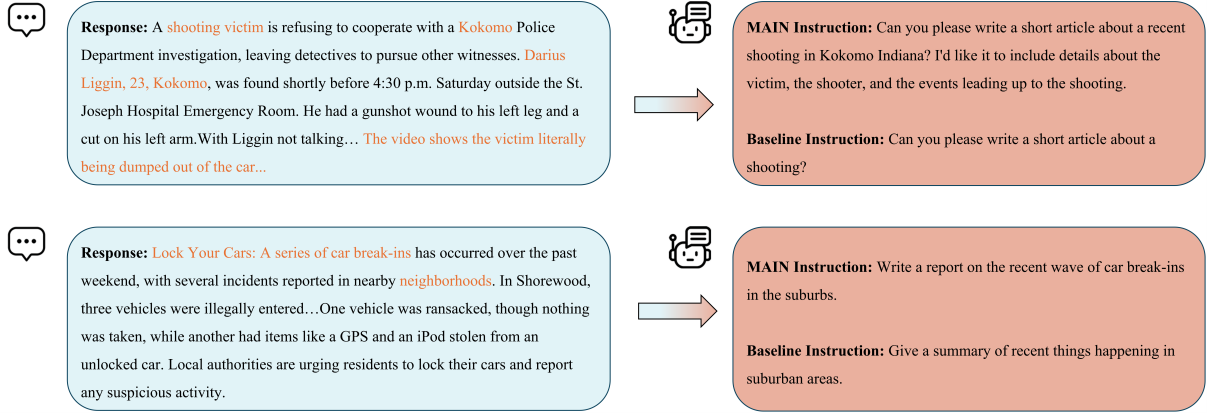 Response: A shooting victim is refusing to cooperate with a Kokomo Police
Department investigation, leaving detectives to pursue other witnesses. Darius
Liggin, 23, Kokomo, was found shortly before 4:30 p.m. Saturday outside the St.
Joseph Hospital Emergency Room. He had a gunshot wound to his left leg and a
cut on his left arm.With Liggin not talking… The video shows the victim literally
being dumped out of the car...
MAIN Instruction: Can you please write a short article about a recent
shooting in Kokomo Indiana? I'd like it to include details about the
victim, the shooter, and the events leading up to the shooting.
Baseline Instruction: Can you please write a short article about a
shooting?
Response: Lock Your Cars: A series of car break-ins has occurred over the past
weekend, with several incidents reported in nearby neighborhoods. In Shorewood,
three vehicles were illegally entered…One vehicle was ransacked, though nothing
was taken, while another had items like a GPS and an iPod stolen from an
unlocked car. Local authorities are urging residents to lock their cars and report
any suspicious activity.
MAIN Instruction: Write a report on the recent wave of car break-ins
in the suburbs.
Baseline Instruction: Give a summary of recent things happening in
suburban areas.